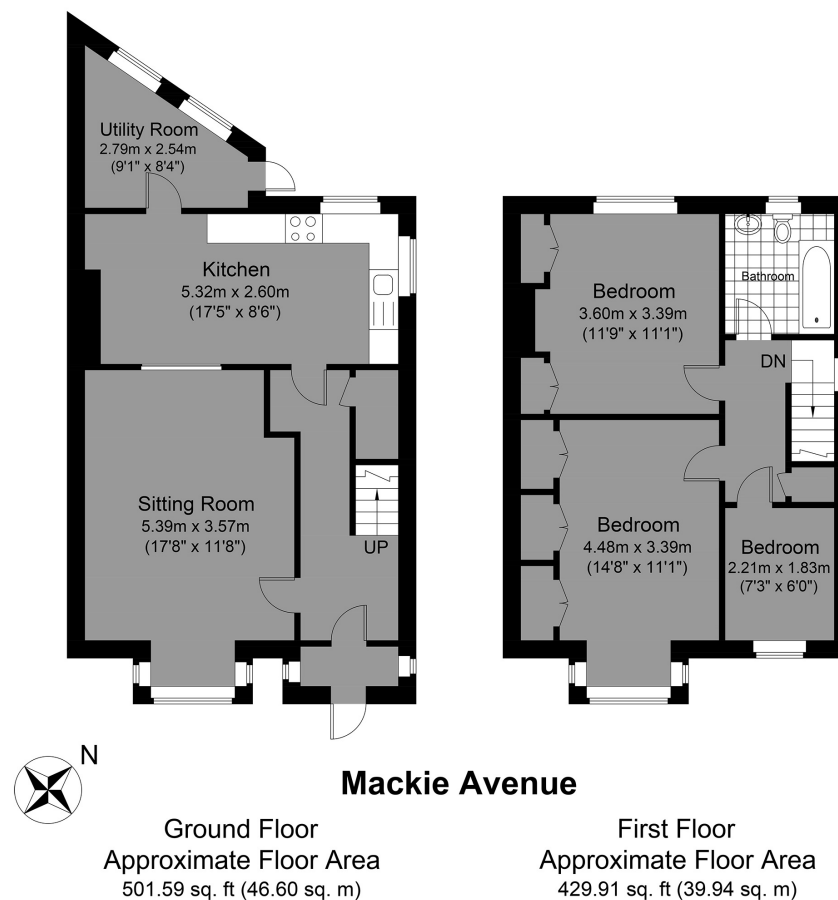 Utility Room
2.79m x 2.54m
(9'1" x 8'4")
Kitchen
5.32m x 2.60m
(17'5" x 8'6")
Sitting Room
5.39m x 3.57m
(17'8" x 11'8")
UP
Bedroom
3.60m x 3.39m
(11'9" x 11'1")
Bathroom
DN
Bedroom
4.48m x 3.39m
(14'8" x 11'1")
Bedroom
2.21m x 1.83m
(7'3" x 6'0")
N
Mackie Avenue
Ground Floor
Approximate Floor Area
501.59 sq. ft (46.60 sq. m)
First Floor
Approximate Floor Area
429.91 sq. ft (39.94 sq. m)